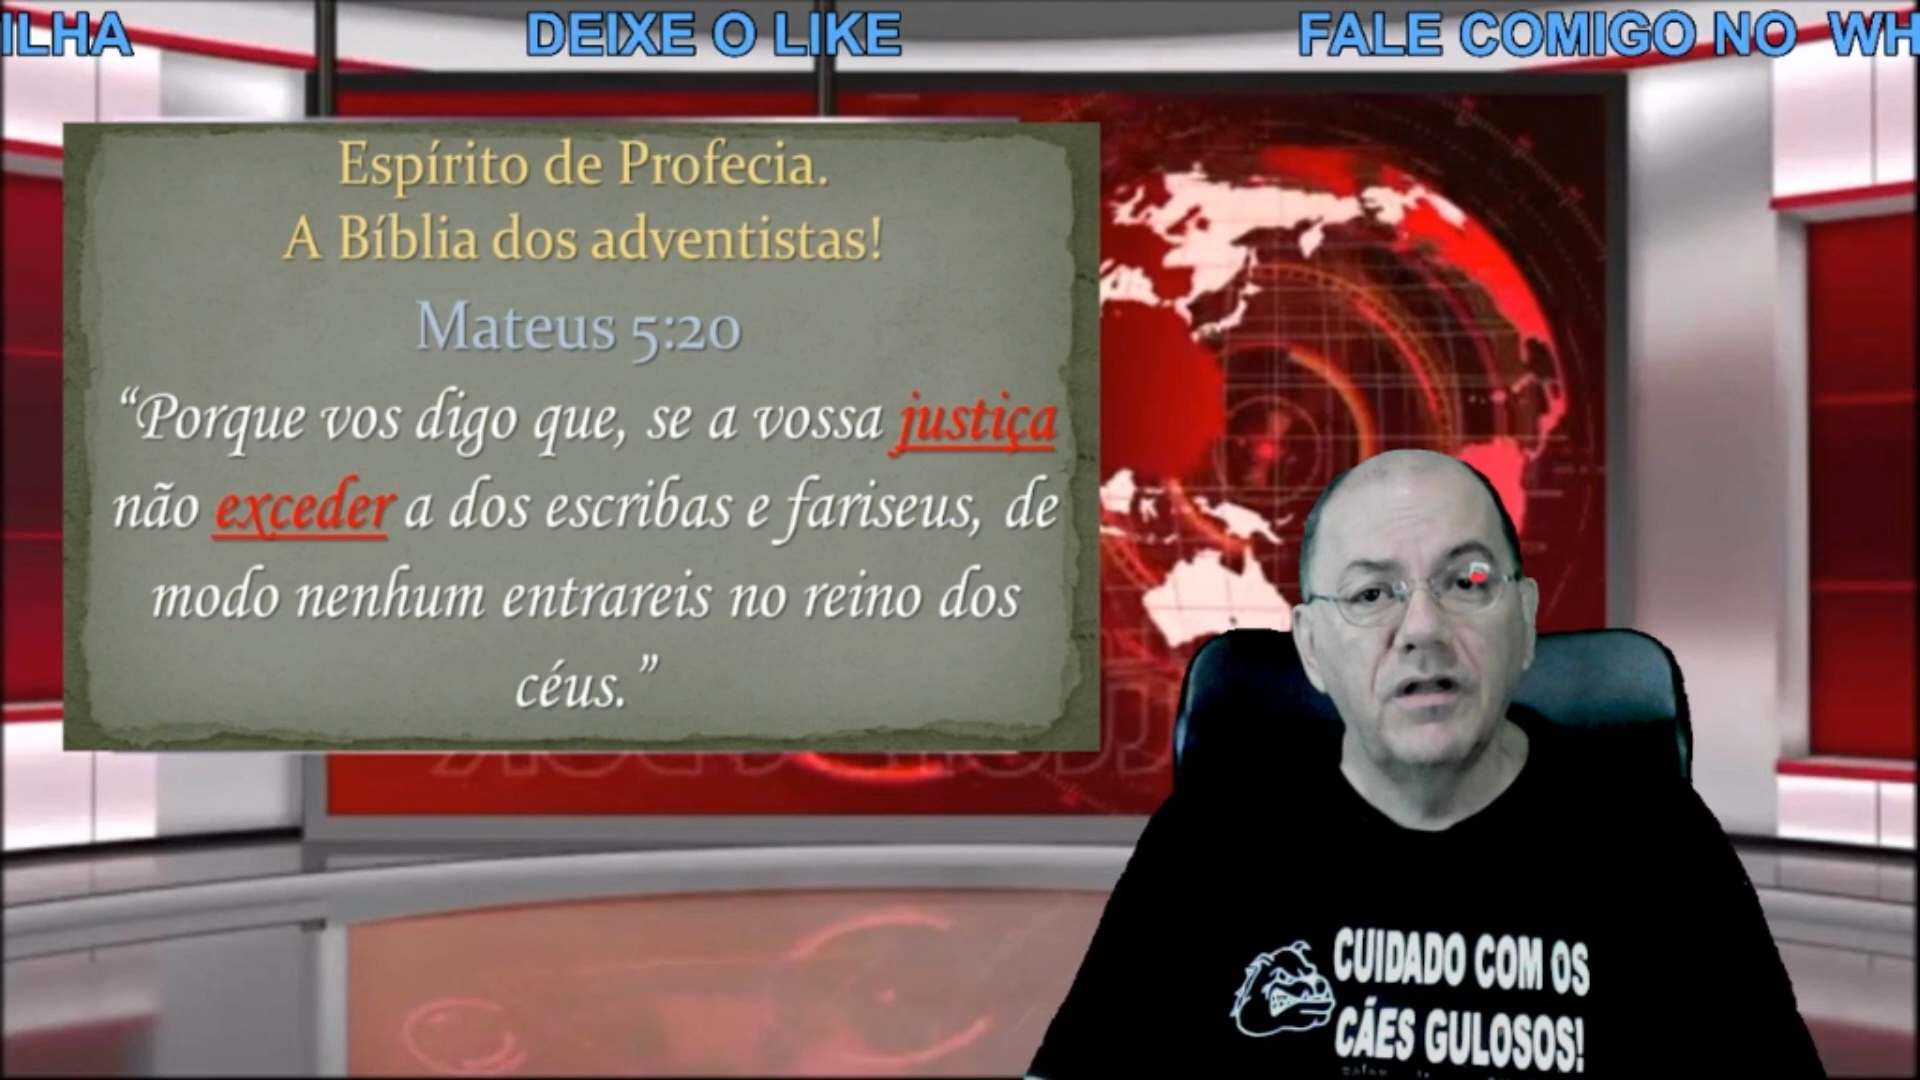 ILHA DEIXE O LIKE FALE COMIGO NO WH
Espírito de Profecia.
A Bíblia dos adventistas!
Mateus 5:20
“Porque vos digo que, se a vossa justiça
não exceder a dos escribas e fariseus, de
modo nenhum entrareis no reino dos
céus.”
CUIDADO COM OS
CÁES GULOSOS!